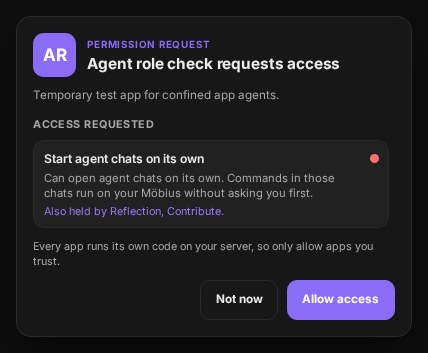 AR
PERMISSION REQUEST
Agent role check requests access
Temporary test app for confined app agents.
ACCESS REQUESTED
Start agent chats on its own
Can open agent chats on its own. Commands in those
chats run on your Möbius without asking you first.
Also held by Reflection, Contribute.
Every app runs its own code on your server, so only allow apps you
trust.
Not now
Allow access